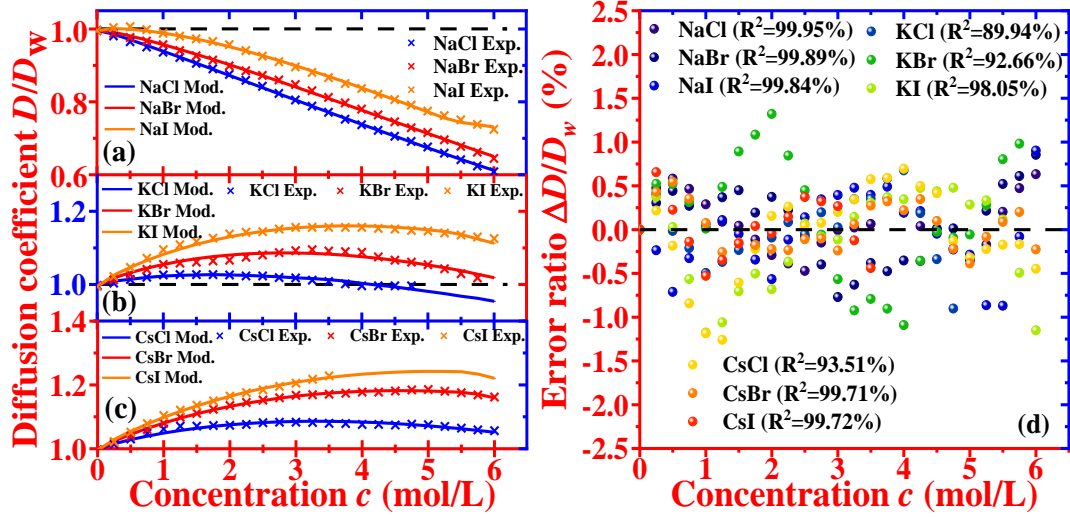 Diffusion coefficient D/D_w
1.0
0.8
0.6
NaCl Exp.
NaBr Exp.
NaI Exp.
NaCl Mod.
NaBr Mod.
NaI Mod.
(a)
1.2
1.0
KCl Mod.
KBr Mod.
KI Mod.
KCl Exp.
KBr Exp.
KI Exp.
(b)
1.4
1.2
1.0
CsCl Mod.
CsBr Mod.
CsI Mod.
CsCl Exp.
CsBr Exp.
CsI Exp.
(c)
0 1 2 3 4 5 6
Concentration c (mol/L)
Error ratio ΔD/D_w (%)
2.5
2.0
1.5
1.0
0.5
0.0
-0.5
-1.0
-1.5
-2.0
-2.5
NaCl (R²=99.95%)
NaBr (R²=99.89%)
NaI (R²=99.84%)
KCl (R²=89.94%)
KBr (R²=92.66%)
KI (R²=98.05%)
CsCl (R²=93.51%)
CsBr (R²=99.71%)
CsI (R²=99.72%)
(d)
0 1 2 3 4 5 6
Concentration c (mol/L)